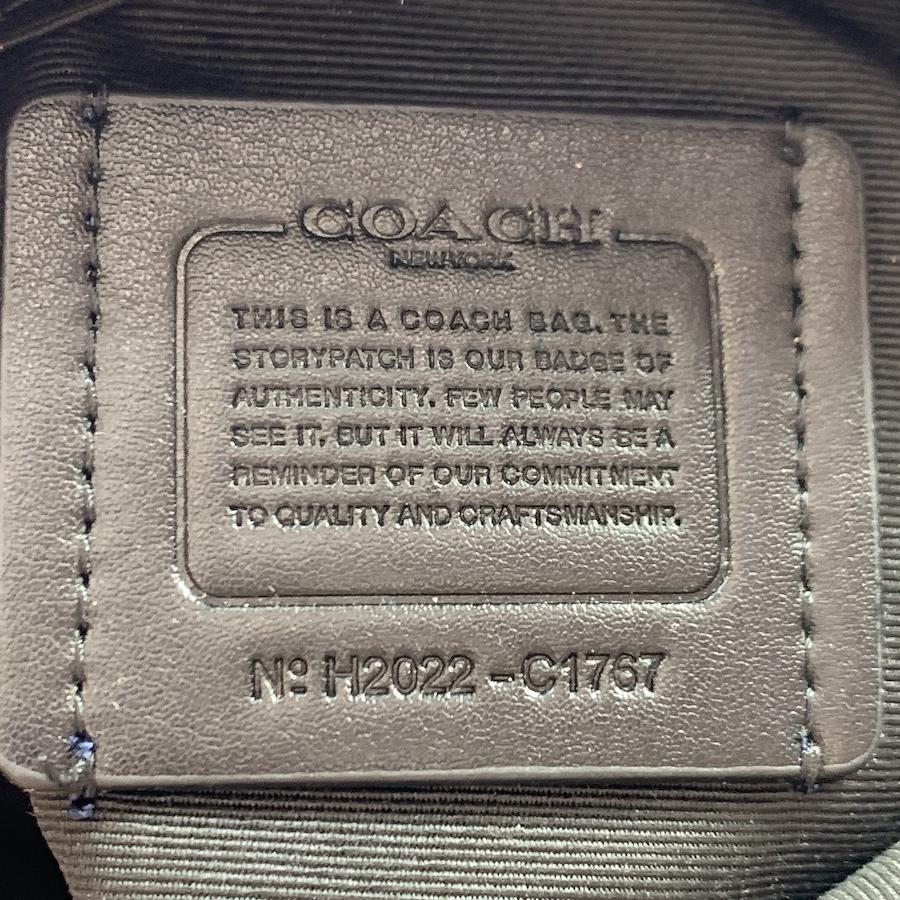 COACH
NEW YORK
THIS IS A COACH BAG. THE
STORYPATCH IS OUR BADGE OF
AUTHENTICITY. FEW PEOPLE MAY
SEE IT, BUT IT WILL ALWAYS BE A
REMINDER OF OUR COMMITMENT
TO QUALITY AND CRAFTSMANSHIP.
Nº H2022 -C1767